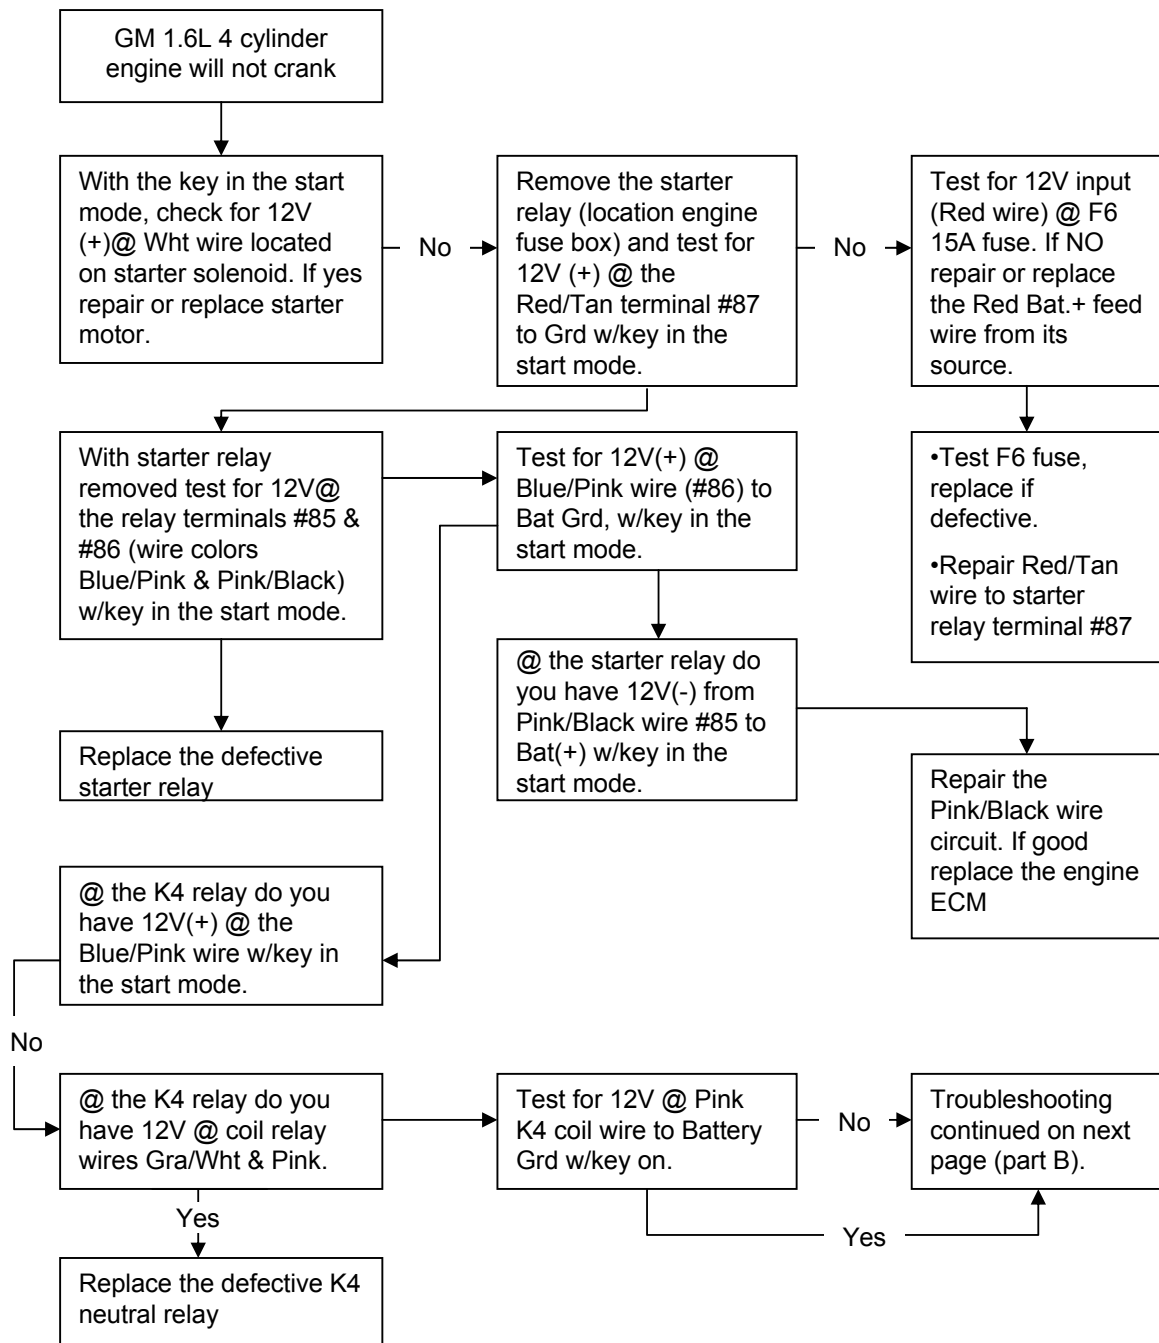 GM 1.6L 4 cylinder
engine will not crank
With the key in the start
mode, check for 12V
(+)@ Wht wire located
on starter solenoid. If yes
repair or replace starter
motor.
No
Remove the starter
relay (location engine
fuse box) and test for
12V (+) @ the
Red/Tan terminal #87
to Grd w/key in the
start mode.
No
Test for 12V input
(Red wire) @ F6
15A fuse. If NO
repair or replace
the Red Bat.+ feed
wire from its
source.
With starter relay
removed test for 12V@
the relay terminals #85 &
#86 (wire colors
Blue/Pink & Pink/Black)
w/key in the start mode.
Test for 12V(+) @
Blue/Pink wire (#86) to
Bat Grd, w/key in the
start mode.
•Test F6 fuse,
replace if
defective.
•Repair Red/Tan
wire to starter
relay terminal #87
@ the starter relay do
you have 12V(-) from
Pink/Black wire #85 to
Bat(+) w/key in the
start mode.
Replace the defective
starter relay
Repair the
Pink/Black wire
circuit. If good
replace the engine
ECM
@ the K4 relay do you
have 12V(+) @ the
Blue/Pink wire w/key in
the start mode.
No
@ the K4 relay do you
have 12V @ coil relay
wires Gra/Wht & Pink.
Test for 12V @ Pink
K4 coil wire to Battery
Grd w/key on.
No
Troubleshooting
continued on next
page (part B).
Yes
Yes
Replace the defective K4
neutral relay